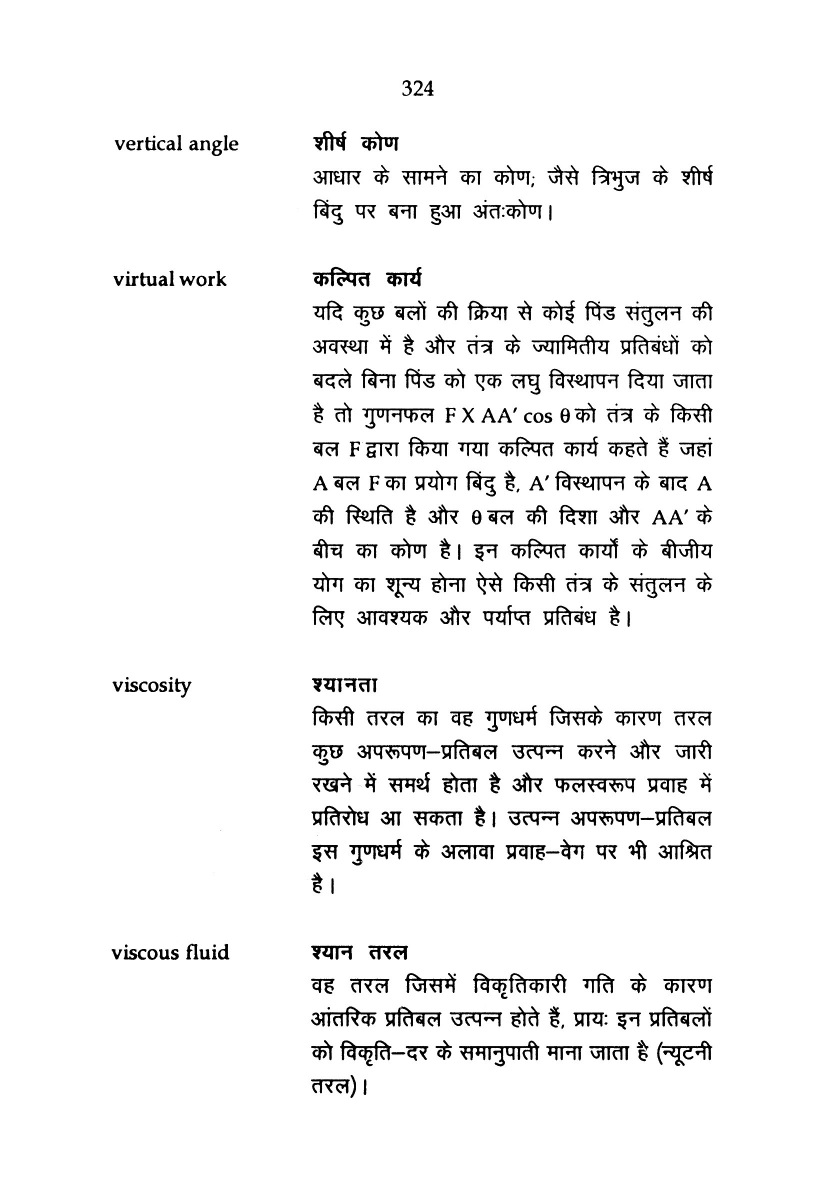 324
vertical angle शीर्ष कोण
आधार के सामने का कोण; जैसे त्रिभुज के शीर्ष
बिंदु पर बना हुआ अंतःकोण।
virtual work कल्पित कार्य
यदि कुछ बलों की क्रिया से कोई पिंड संतुलन की
अवस्था में है और तंत्र के ज्यामितीय प्रतिबंधों को
बदले बिना पिंड को एक लघु विस्थापन दिया जाता
है तो गुणनफल F X AA′ cos θ को तंत्र के किसी
बल F द्वारा किया गया कल्पित कार्य कहते हैं जहां
A बल F का प्रयोग बिंदु है, A′ विस्थापन के बाद A
की स्थिति है और θ बल की दिशा और AA′ के
बीच का कोण है। इन कल्पित कार्यों के बीजीय
योग का शून्य होना ऐसे किसी तंत्र के संतुलन के
लिए आवश्यक और पर्याप्त प्रतिबंध है।
viscosity श्यानता
किसी तरल का वह गुणधर्म जिसके कारण तरल
कुछ अपरूपण–प्रतिबल उत्पन्न करने और जारी
रखने में समर्थ होता है और फलस्वरूप प्रवाह में
प्रतिरोध आ सकता है। उत्पन्न अपरूपण–प्रतिबल
इस गुणधर्म के अलावा प्रवाह–वेग पर भी आश्रित
है।
viscous fluid श्यान तरल
वह तरल जिसमें विकृतिकारी गति के कारण
आंतरिक प्रतिबल उत्पन्न होते हैं, प्रायः इन प्रतिबलों
को विकृति–दर के समानुपाती माना जाता है (न्यूटनी
तरल)।